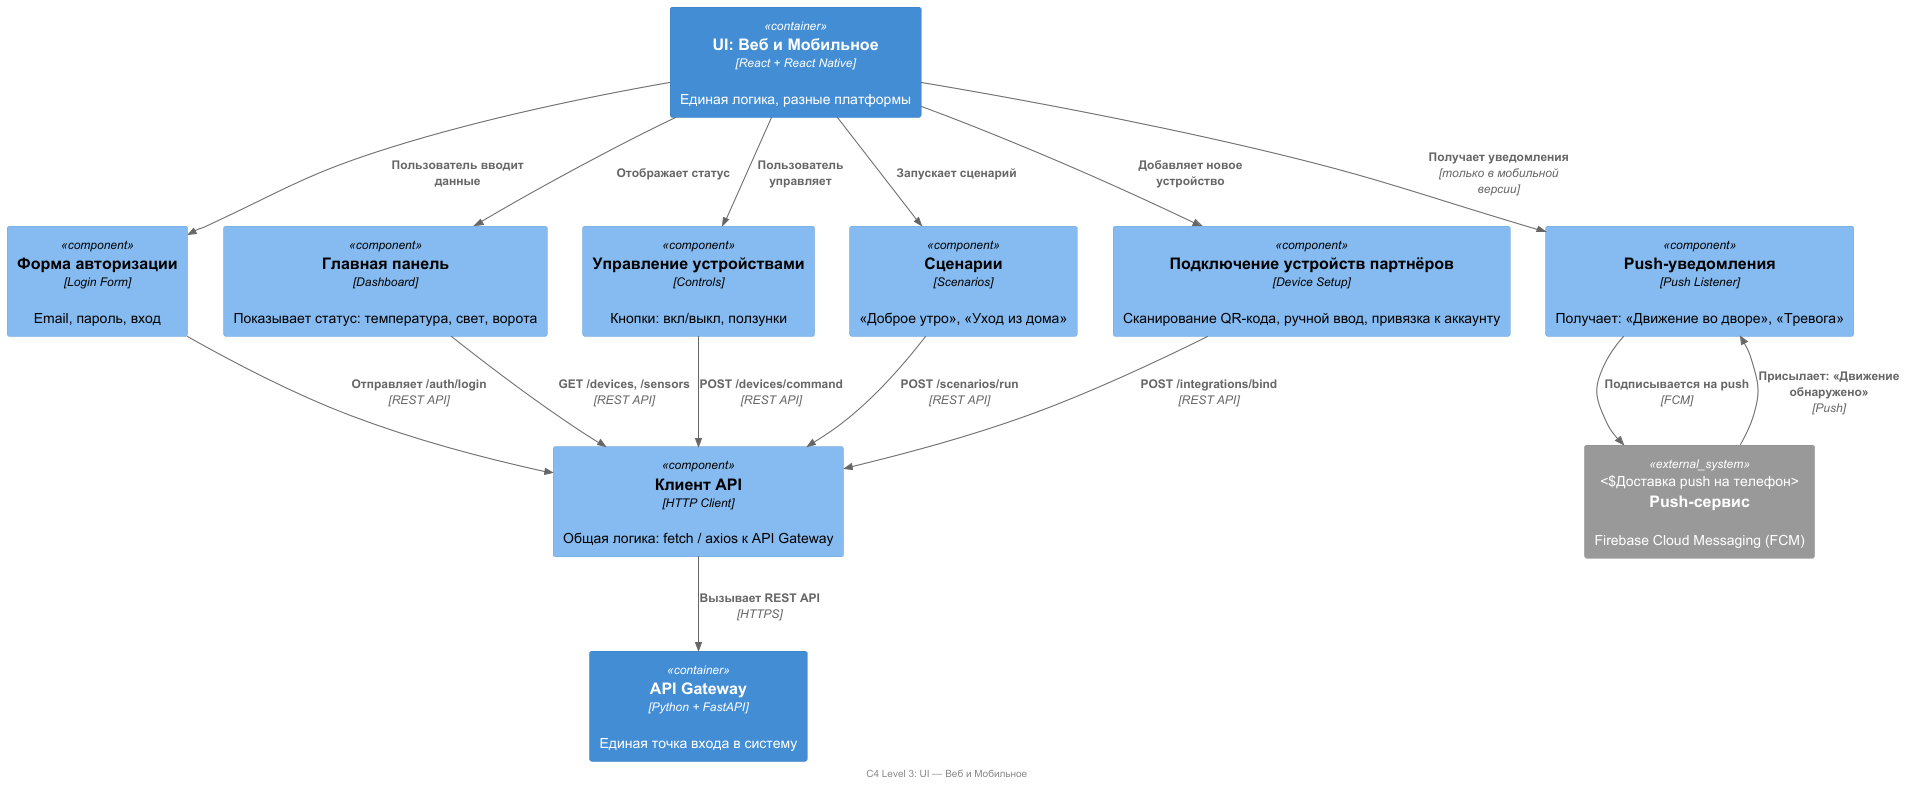 «container»
UI: Веб и Мобильное
[React + React Native]
Единая логика, разные платформы
Пользователь вводит
данные
Отображает статус
Пользователь
управляет
Запускает сценарий
Добавляет новое
устройство
Получает уведомления
[только в мобильной
версии]
«component»
Форма авторизации
[Login Form]
Email, пароль, вход
«component»
Главная панель
[Dashboard]
Показывает статус: температура, свет, ворота
«component»
Управление устройствами
[Controls]
Кнопки: вкл/выкл, ползунки
«component»
Сценарии
[Scenarios]
«Доброе утро», «Уход из дома»
«component»
Подключение устройств партнёров
[Device Setup]
Сканирование QR-кода, ручной ввод, привязка к аккаунту
«component»
Push-уведомления
[Push Listener]
Получает: «Движение во дворе», «Тревога»
Отправляет /auth/login
[REST API]
GET /devices, /sensors
[REST API]
POST /devices/command
[REST API]
POST /scenarios/run
[REST API]
POST /integrations/bind
[REST API]
Подписывается на push
[FCM]
Присылает: «Движение
обнаружено»
[Push]
«component»
Клиент API
[HTTP Client]
Общая логика: fetch / axios к API Gateway
«external_system»
<$Доставка push на телефон>
Push-сервис
Firebase Cloud Messaging (FCM)
Вызывает REST API
[HTTPS]
«container»
API Gateway
[Python + FastAPI]
Единая точка входа в систему
C4 Level 3: UI — Веб и Мобильное